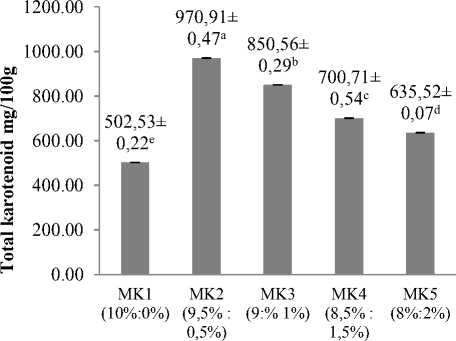 Total karotenoid mg/100g
1200.00
1000.00
800.00
600.00
400.00
200.00
0.00
502,53±
0,22ᵉ
970,91±
0,47ᵃ
850,56±
0,29ᵇ
700,71±
0,54ᶜ
635,52±
0,07ᵈ
MK1
(10%:0%)
MK2
(9,5% :
0,5%)
MK3
(9:% 1%)
MK4
(8,5% :
1,5%)
MK5
(8%:2%)